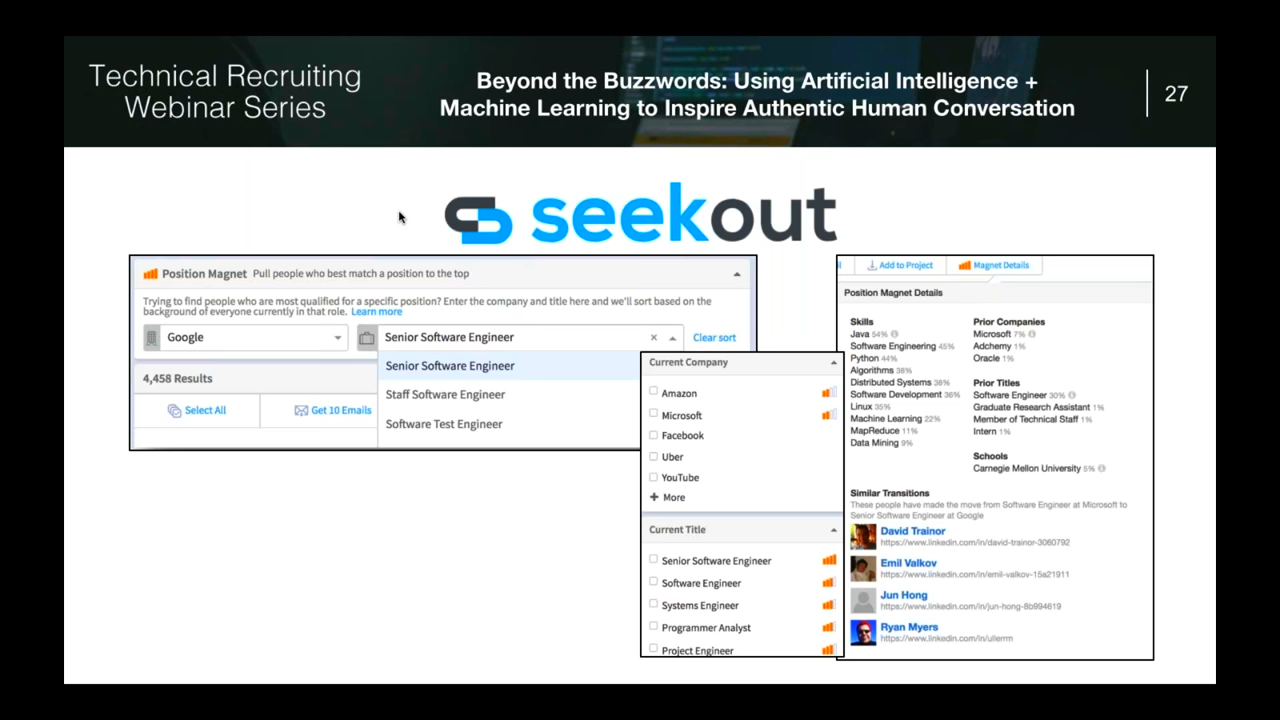 Technical Recruiting
Webinar Series
Beyond the Buzzwords: Using Artificial Intelligence +
Machine Learning to Inspire Authentic Human Conversation
27
seekout
Position Magnet Pull people who best match a position to the top
Trying to find people who are most qualified for a specific position? Enter the company and title here and we'll sort based on the
background of everyone currently in that role. Learn more
Google
Senior Software Engineer
Clear sort
Senior Software Engineer
Staff Software Engineer
Software Test Engineer
4,458 Results
Select All
Get 10 Emails
Current Company
Amazon
Microsoft
Facebook
Uber
YouTube
+ More
Current Title
Senior Software Engineer
Software Engineer
Systems Engineer
Programmer Analyst
Project Engineer
Add to Project
Magnet Details
Position Magnet Details
Skills
Java 54%
Software Engineering 45%
Python 44%
Algorithms 38%
Distributed Systems 38%
Software Development 36%
Linux 35%
Machine Learning 22%
MapReduce 11%
Data Mining 9%
Prior Companies
Microsoft 7%
Adchemy 1%
Oracle 1%
Prior Titles
Software Engineer 30%
Graduate Research Assistant 1%
Member of Technical Staff 1%
Intern 1%
Schools
Carnegie Mellon University 5%
Similar Transitions
These people have made the move from Software Engineer at Microsoft to
Senior Software Engineer at Google
David Trainor
https://www.linkedin.com/in/david-trainor-3060792
Emil Valkov
https://www.linkedin.com/in/emil-valkov-15a21911
Jun Hong
https://www.linkedin.com/in/jun-hong-8b994619
Ryan Myers
https://www.linkedin.com/in/ullerrm